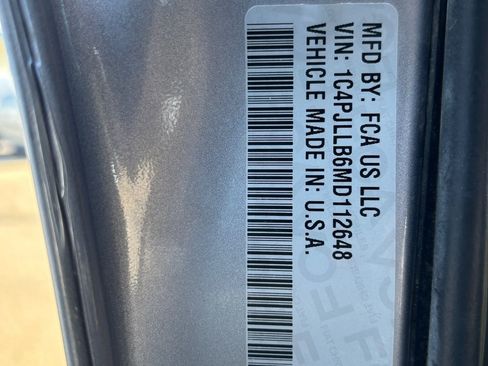 MFD BY: FCA US LLC
VIN: 1C4PJLLB6MD112648
VEHICLE MADE IN: U.S.A.